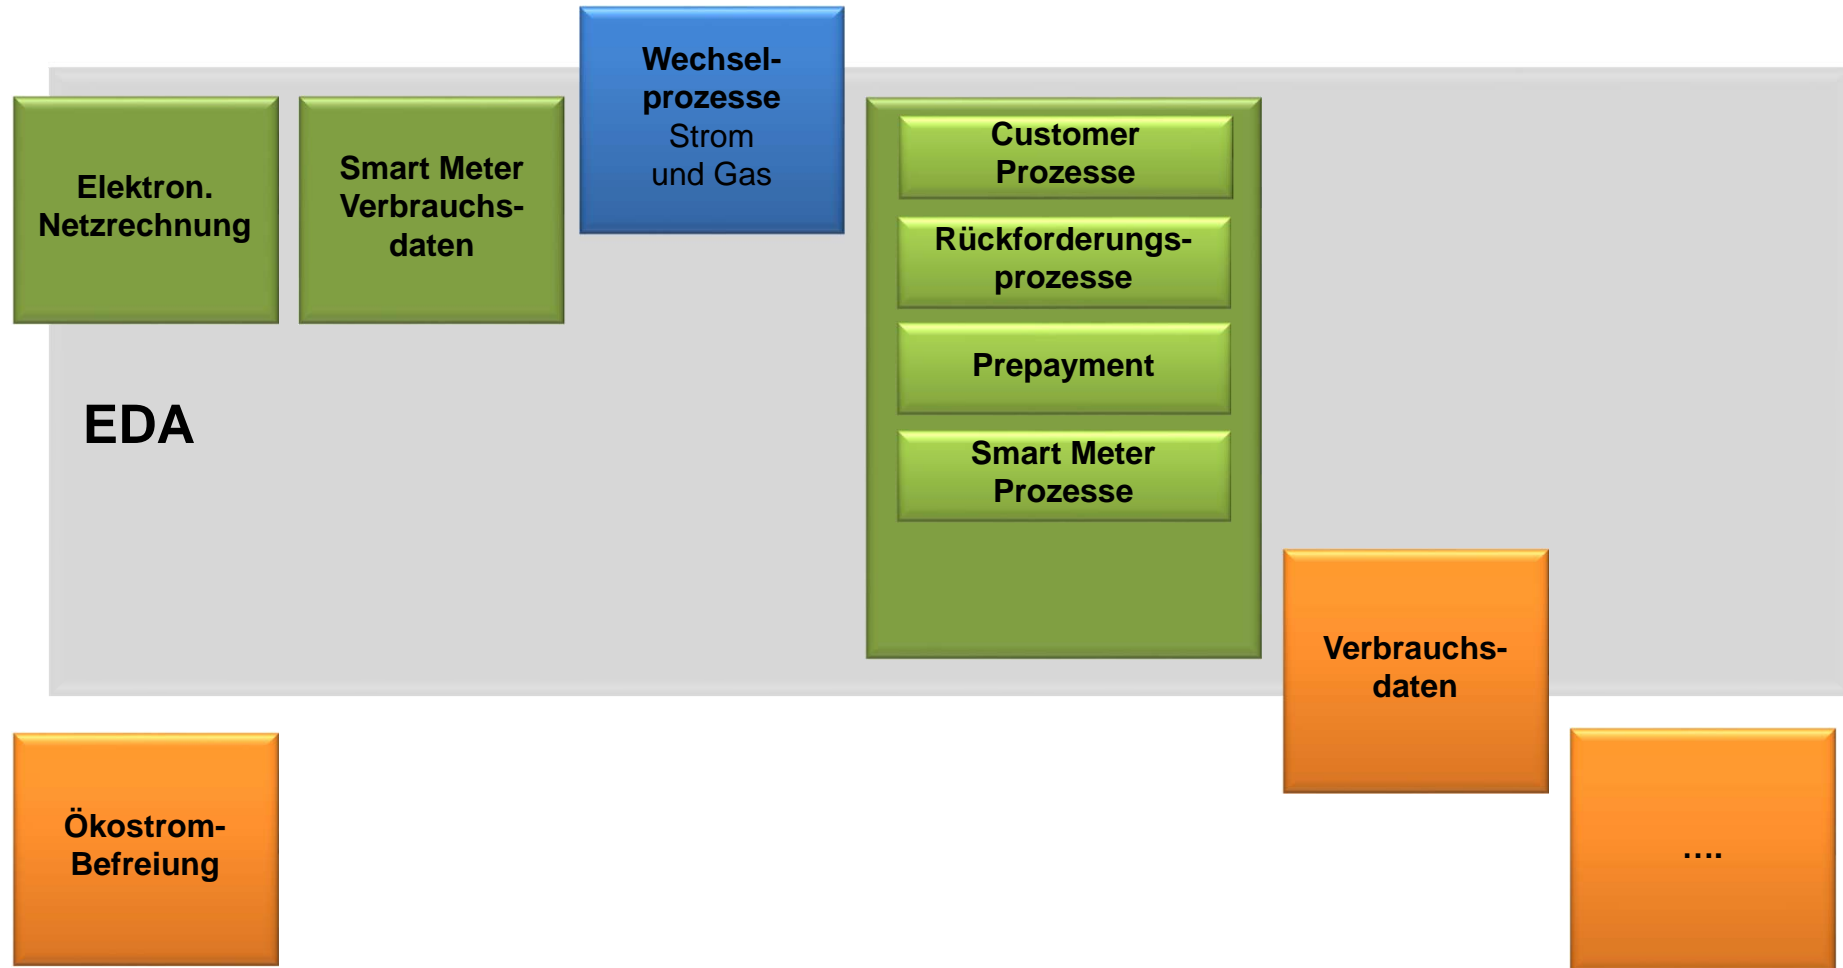 Elektron.
Netzrechnung
Smart Meter
Verbrauchs-
daten
Wechsel-
prozesse
Strom
und Gas
Customer
Prozesse
Rückforderungs-
prozesse
Prepayment
Smart Meter
Prozesse
EDA
Verbrauchs-
daten
Ökostrom-
Befreiung
....